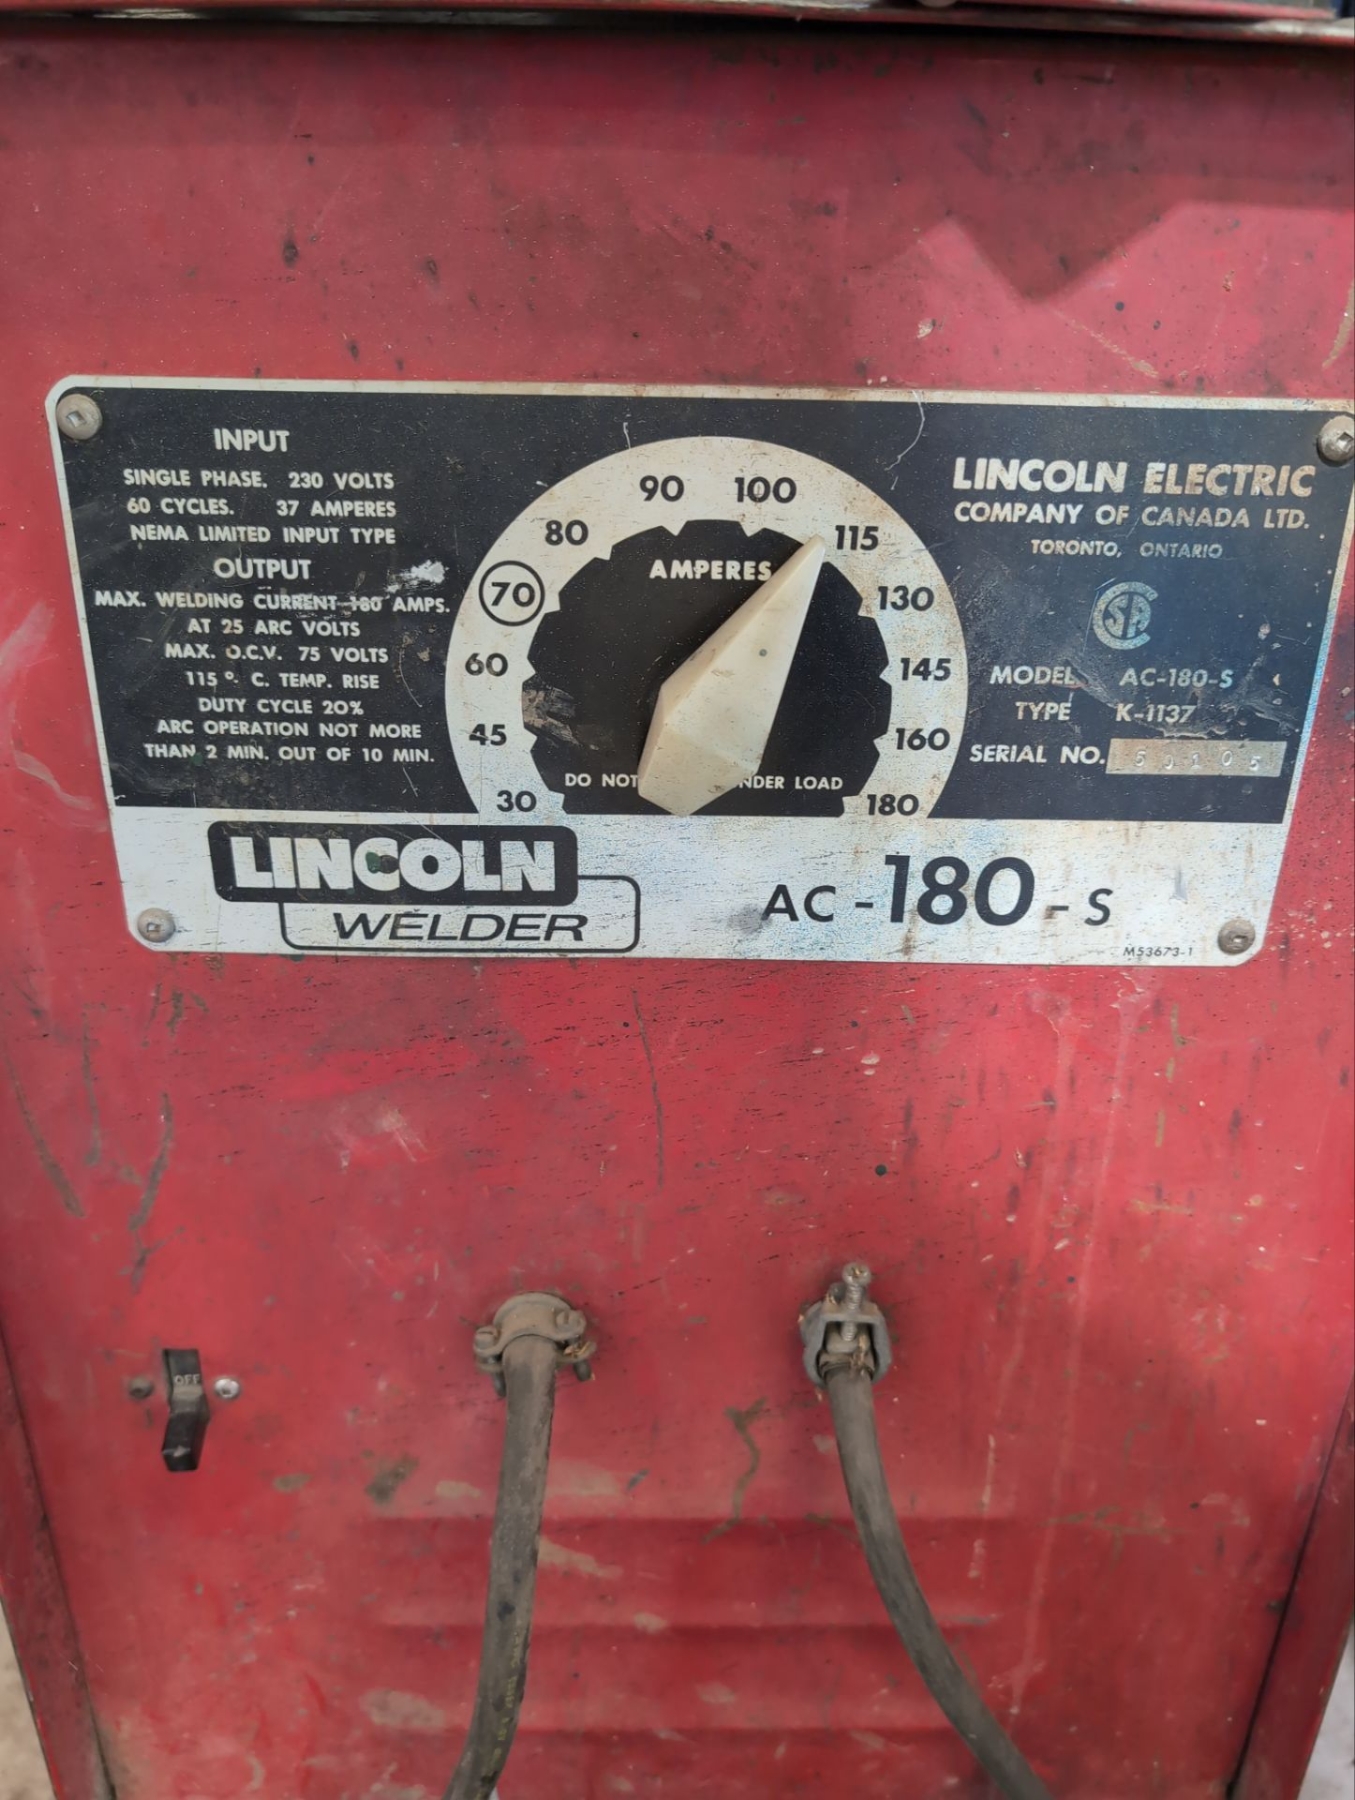 INPUT
SINGLE PHASE. 230 VOLTS
60 CYCLES. 37 AMPERES
NEMA LIMITED INPUT TYPE
OUTPUT
MAX. WELDING CURRENT 180 AMPS.
AT 25 ARC VOLTS
MAX. O.C.V. 75 VOLTS
115 °. C. TEMP. RISE
DUTY CYCLE 20%
ARC OPERATION NOT MORE
THAN 2 MIN. OUT OF 10 MIN.
30
45
60
70
80
90
100
115
130
145
160
180
AMPERES
DO NOT NDER LOAD
LINCOLN ELECTRIC
COMPANY OF CANADA LTD.
TORONTO, ONTARIO
CSA
MODEL AC-180-S
TYPE K-1137
SERIAL NO.
LINCOLN
WELDER
AC-180-S
M53673-1
OFF